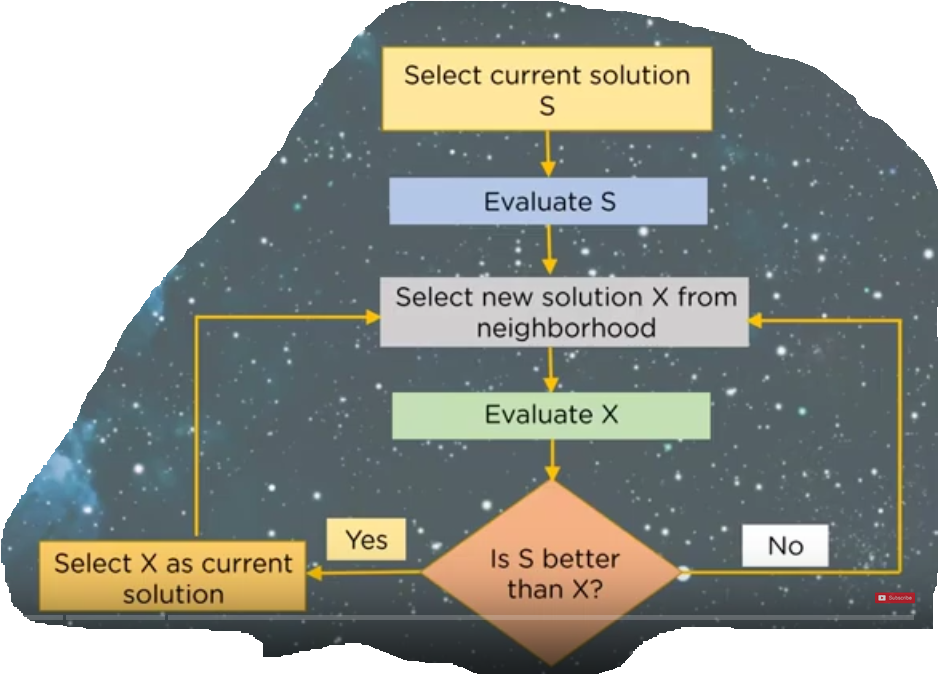 Select current solution
S
Evaluate S
Select new solution X from
neighborhood
Evaluate X
Yes
No
Is S better
than X?
Select X as current
solution
Subscribe